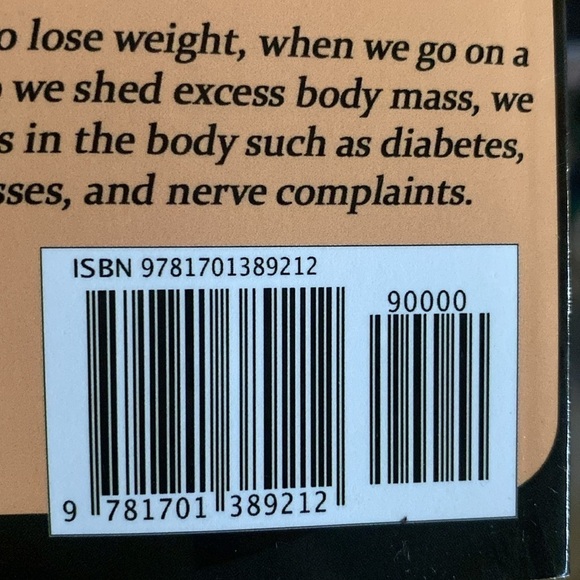 o lose weight, when we go on a
we shed excess body mass, we
s in the body such as diabetes,
sses, and nerve complaints.
ISBN 9781701389212
90000
9 781701 389212